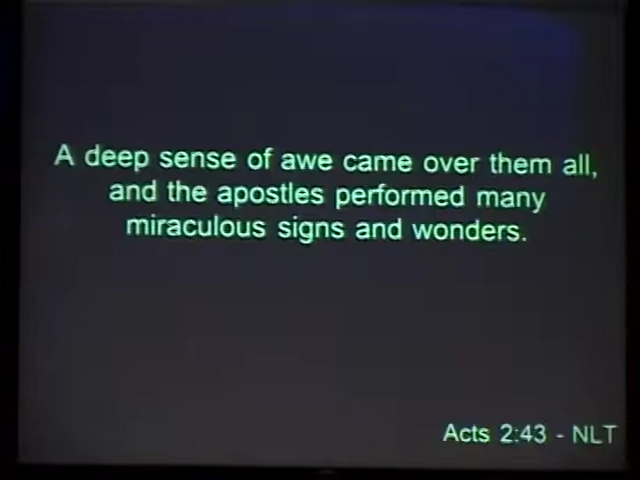 A deep sense of awe came over them all,
and the apostles performed many
miraculous signs and wonders.
Acts 2:43 - NLT